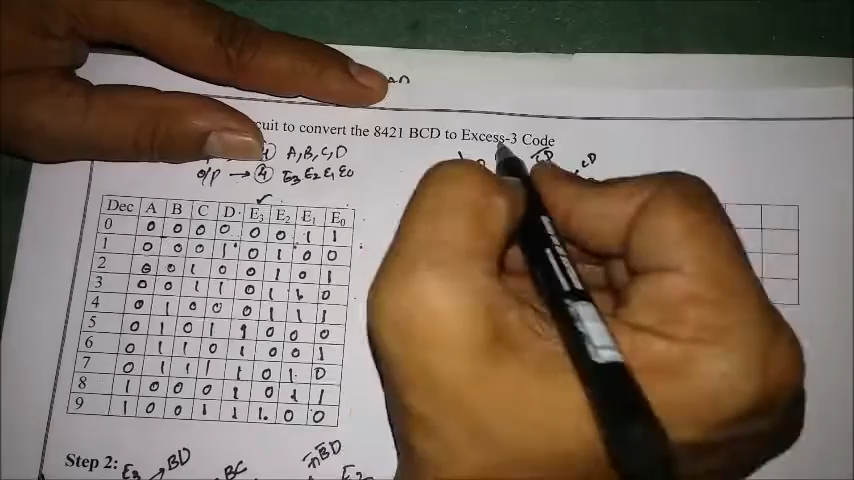 cuit to convert the 8421 BCD to Excess-3 Code
4 A,B,C,D
o/p → 4 E3 E2 E1 E0
Dec A B C D E3 E2 E1 E0
0 0 0 0 0 0 0 1 1
1 0 0 0 1 0 1 0 0
2 0 0 1 0 0 1 0 1
3 0 0 1 1 0 1 1 0
4 0 1 0 0 0 1 1 1
5 0 1 0 1 1 0 0 0
6 0 1 1 0 1 0 0 1
7 0 1 1 1 1 0 1 0
8 1 0 0 0 1 0 1 1
9 1 0 0 1 1 1 0 0
Step 2:
E3 BD BC BD E2